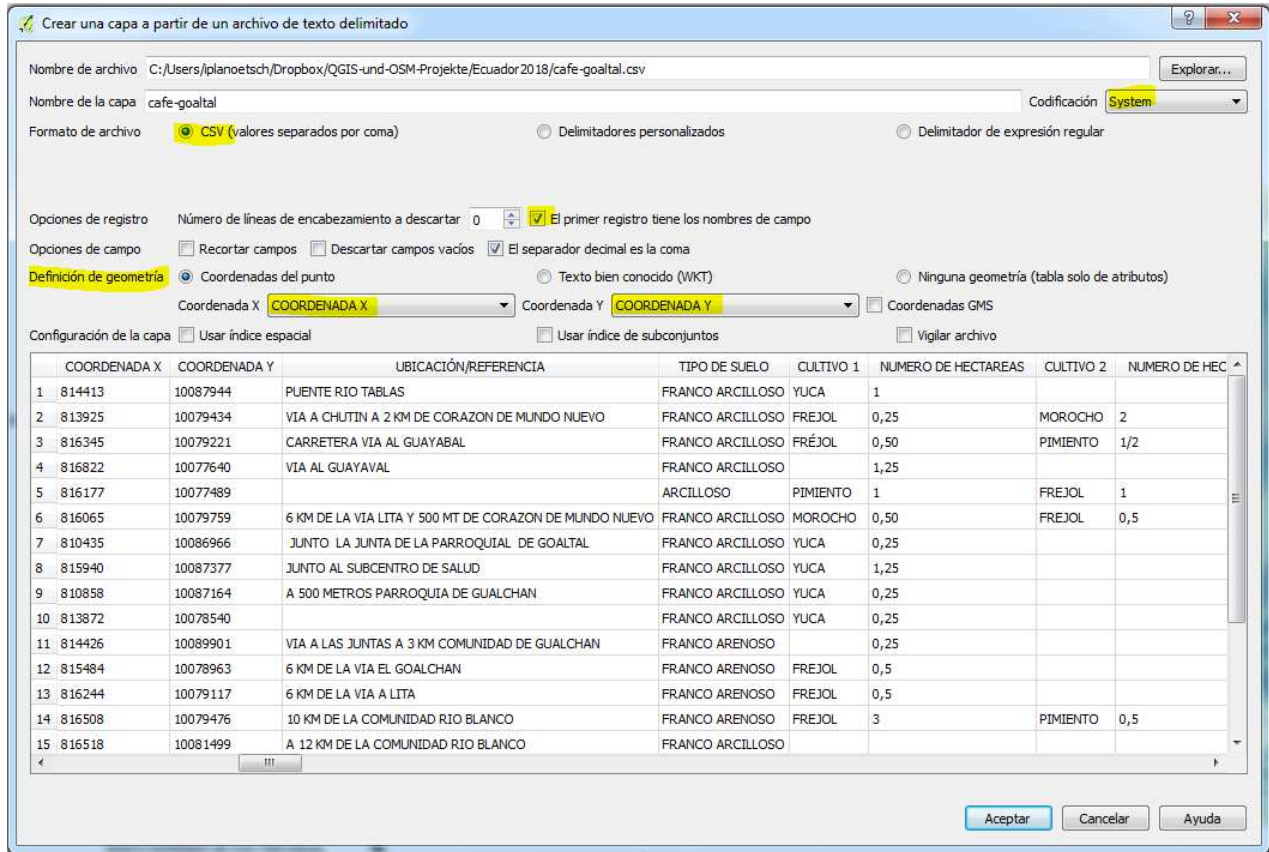 Crear una capa a partir de un archivo de texto delimitado
Nombre de archivo C:/Users/iplanoetsch/Dropbox/QGIS-und-OSM-Projekte/Ecuador2018/cafe-goaltal.csv Explorar...
Nombre de la capa cafe-goaltal Codificación System
Formato de archivo CSV (valores separados por coma) Delimitadores personalizados Delimitador de expresión regular
Opciones de registro Número de líneas de encabezamiento a descartar 0 El primer registro tiene los nombres de campo
Opciones de campo Recortar campos Descartar campos vacíos El separador decimal es la coma
Definición de geometría Coordenadas del punto Texto bien conocido (WKT) Ninguna geometría (tabla solo de atributos)
Coordenada X COORDENADA X Coordenada Y COORDENADA Y Coordenadas GMS
Configuración de la capa Usar índice espacial Usar índice de subconjuntos Vigilar archivo
COORDENADA X COORDENADA Y UBICACIÓN/REFERENCIA TIPO DE SUELO CULTIVO 1 NUMERO DE HECTAREAS CULTIVO 2 NUMERO DE HEC
1 814413 10087944 PUENTE RIO TABLAS FRANCO ARCILLOSO YUCA 1
2 813925 10079434 VIA A CHUTIN A 2 KM DE CORAZON DE MUNDO NUEVO FRANCO ARCILLOSO FREJOL 0,25 MOROCHO 2
3 816345 10079221 CARRETERA VIA AL GUAYABAL FRANCO ARCILLOSO FRÉJOL 0,50 PIMIENTO 1/2
4 816822 10077640 VIA AL GUAYAVAL FRANCO ARCILLOSO 1,25
5 816177 10077489 ARCILLOSO PIMIENTO 1 FREJOL 1
6 816065 10079759 6 KM DE LA VIA LITA Y 500 MT DE CORAZON DE MUNDO NUEVO FRANCO ARCILLOSO MOROCHO 0,50 FREJOL 0,5
7 810435 10086966 JUNTO LA JUNTA DE LA PARROQUIAL DE GOALTAL FRANCO ARCILLOSO YUCA 0,25
8 815940 10087377 JUNTO AL SUBCENTRO DE SALUD FRANCO ARCILLOSO YUCA 1,25
9 810858 10087164 A 500 METROS PARROQUIA DE GUALCHAN FRANCO ARCILLOSO YUCA 0,25
10 813872 10078540 FRANCO ARCILLOSO YUCA 0,25
11 814426 10089901 VIA A LAS JUNTAS A 3 KM COMUNIDAD DE GUALCHAN FRANCO ARENOSO 0,25
12 815484 10078963 6 KM DE LA VIA EL GOALCHAN FRANCO ARENOSO FREJOL 0,5
13 816244 10079117 6 KM DE LA VIA A LITA FRANCO ARENOSO FREJOL 0,5
14 816508 10079476 10 KM DE LA COMUNIDAD RIO BLANCO FRANCO ARENOSO FREJOL 3 PIMIENTO 0,5
15 816518 10081499 A 12 KM DE LA COMUNIDAD RIO BLANCO FRANCO ARCILLOSO
Aceptar Cancelar Ayuda